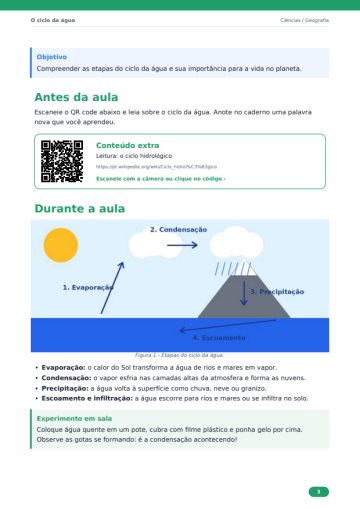 O ciclo da água
Ciências / Geografia
Objetivo
Compreender as etapas do ciclo da água e sua importância para a vida no planeta.
Antes da aula
Escaneie o QR code abaixo e leia sobre o ciclo da água. Anote no caderno uma palavra
nova que você aprendeu.
Conteúdo extra
Leitura: o ciclo hidrológico
https://pt.wikipedia.org/wiki/Ciclo_hidrol%C3%B3gico
Escaneie com a câmera ou clique no código ›
Durante a aula
2. Condensação
1. Evaporação
3. Precipitação
4. Escoamento
Figura 1 – Etapas do ciclo da água.
• Evaporação: o calor do Sol transforma a água de rios e mares em vapor.
• Condensação: o vapor esfria nas camadas altas da atmosfera e forma as nuvens.
• Precipitação: a água volta à superfície como chuva, neve ou granizo.
• Escoamento e infiltração: a água escorre para rios e mares ou se infiltra no solo.
Experimento em sala
Coloque água quente em um pote, cubra com filme plástico e ponha gelo por cima.
Observe as gotas se formando: é a condensação acontecendo!
3